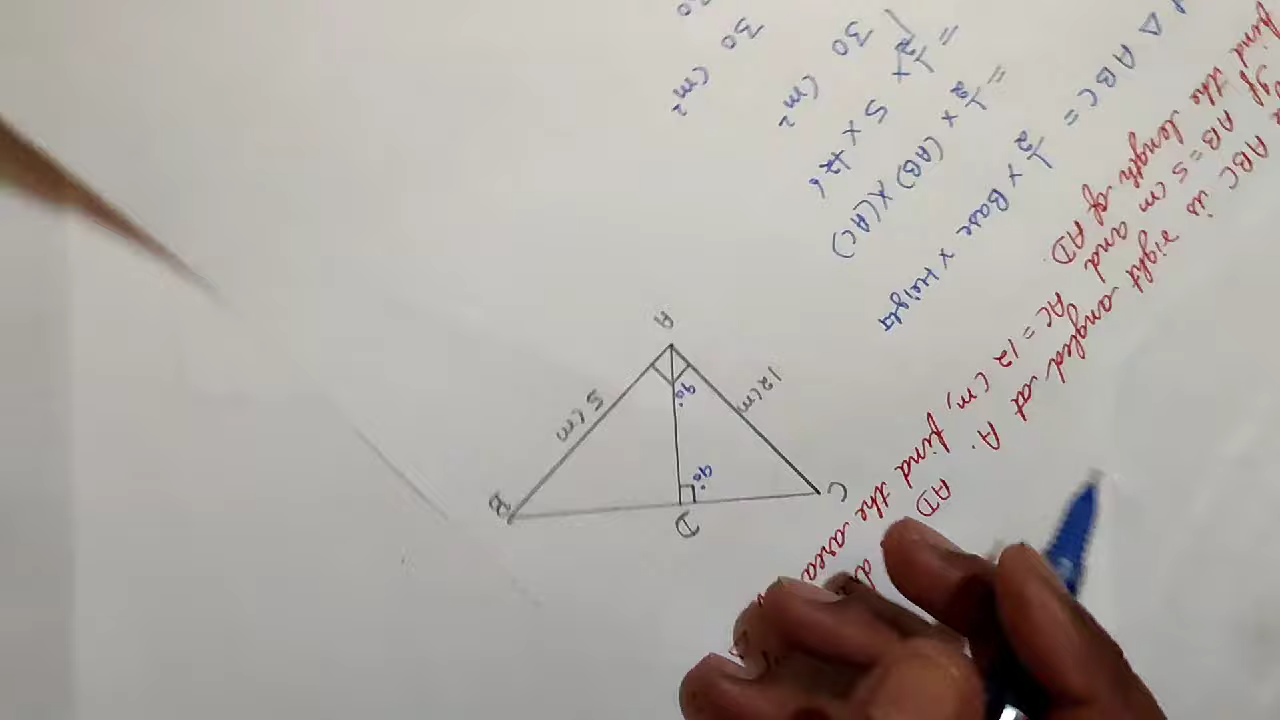 ABC is right angled at A. AD
AB = 5 cm and AC = 12 cm, find the area
find the length of AD.
Δ ABC = 1/2 × Base × Height
= 1/2 × (AB) × (AC)
= 1/2 × 5 × 12 6
30 cm²
30 cm²
A
5 cm
12 cm
90°
90°
B
D
C